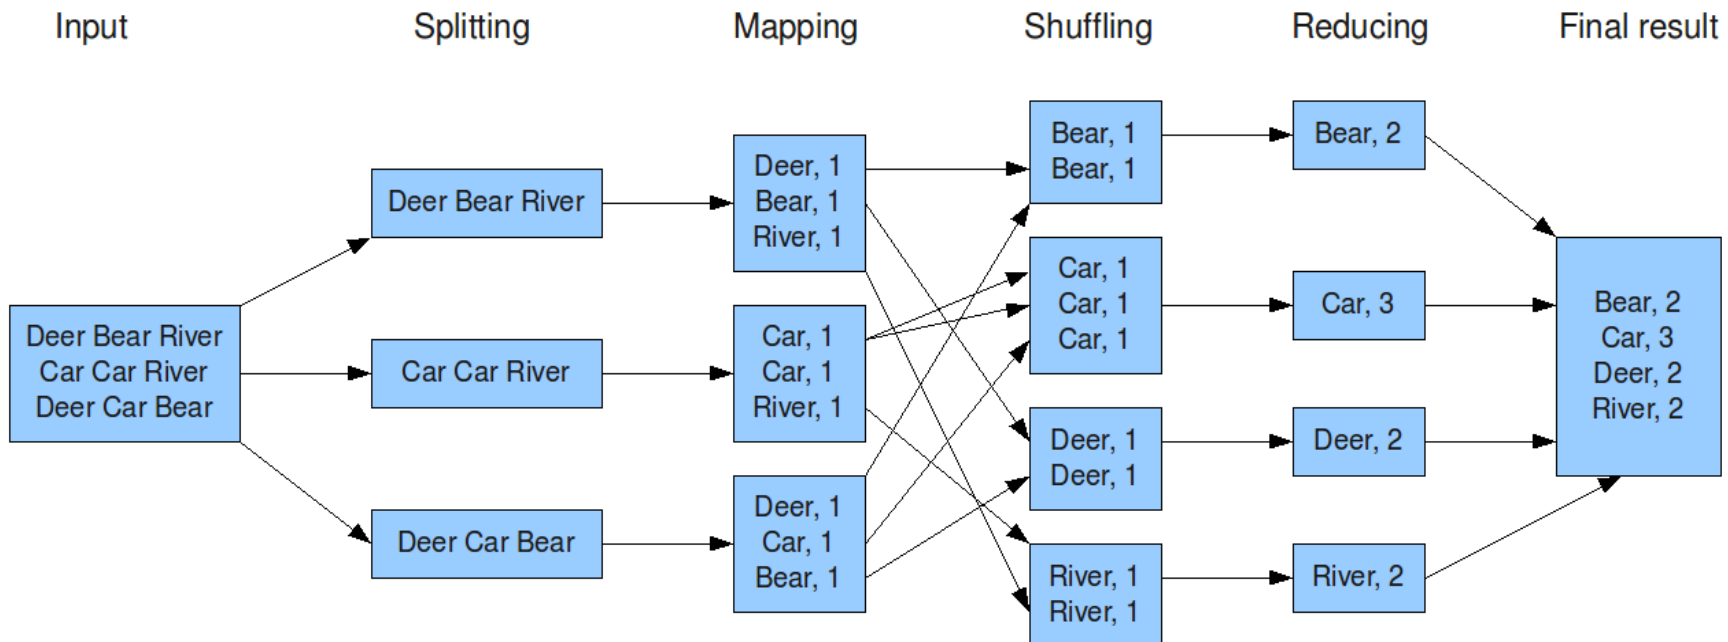 Input
Splitting
Mapping
Shuffling
Reducing
Final result
Deer Bear River
Car Car River
Deer Car Bear
Deer Bear River
Car Car River
Deer Car Bear
Deer, 1
Bear, 1
River, 1
Car, 1
Car, 1
River, 1
Deer, 1
Car, 1
Bear, 1
Bear, 1
Bear, 1
Car, 1
Car, 1
Car, 1
Deer, 1
Deer, 1
River, 1
River, 1
Bear, 2
Car, 3
Deer, 2
River, 2
Bear, 2
Car, 3
Deer, 2
River, 2